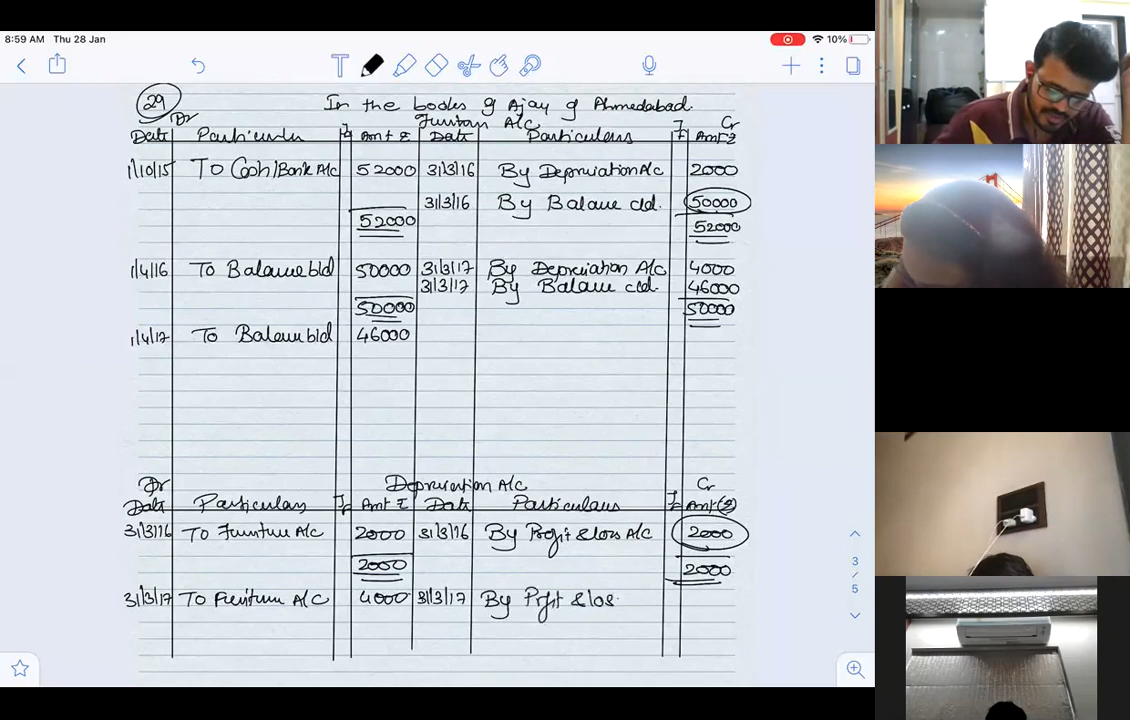 8:59 AM Thu 28 Jan
10%
29
In the books of Ajay of Ahmedabad.
Dr Furniture A/C Cr
Date Particulars J F Amt ₹ Date Particulars J F Amt ₹
1/10/15 To Cash/Bank A/c 52000 31/3/16 By Depreciation A/c 2000
31/3/16 By Balance c/d. 50000
52000 52000
1/4/16 To Balance b/d 50000 31/3/17 By Depreciation A/c 4000
31/3/17 By Balance c/d. 46000
50000 50000
1/4/17 To Balance b/d 46000
Dr Depreciation A/c Cr
Date Particulars J F Amt ₹ Date Particulars J F Amt (₹)
31/3/16 To Furniture A/c 2000 31/3/16 By Profit & loss A/c 2000
2000 2000
31/3/17 To Furniture A/c 4000 31/3/17 By Profit & los
3
/
5